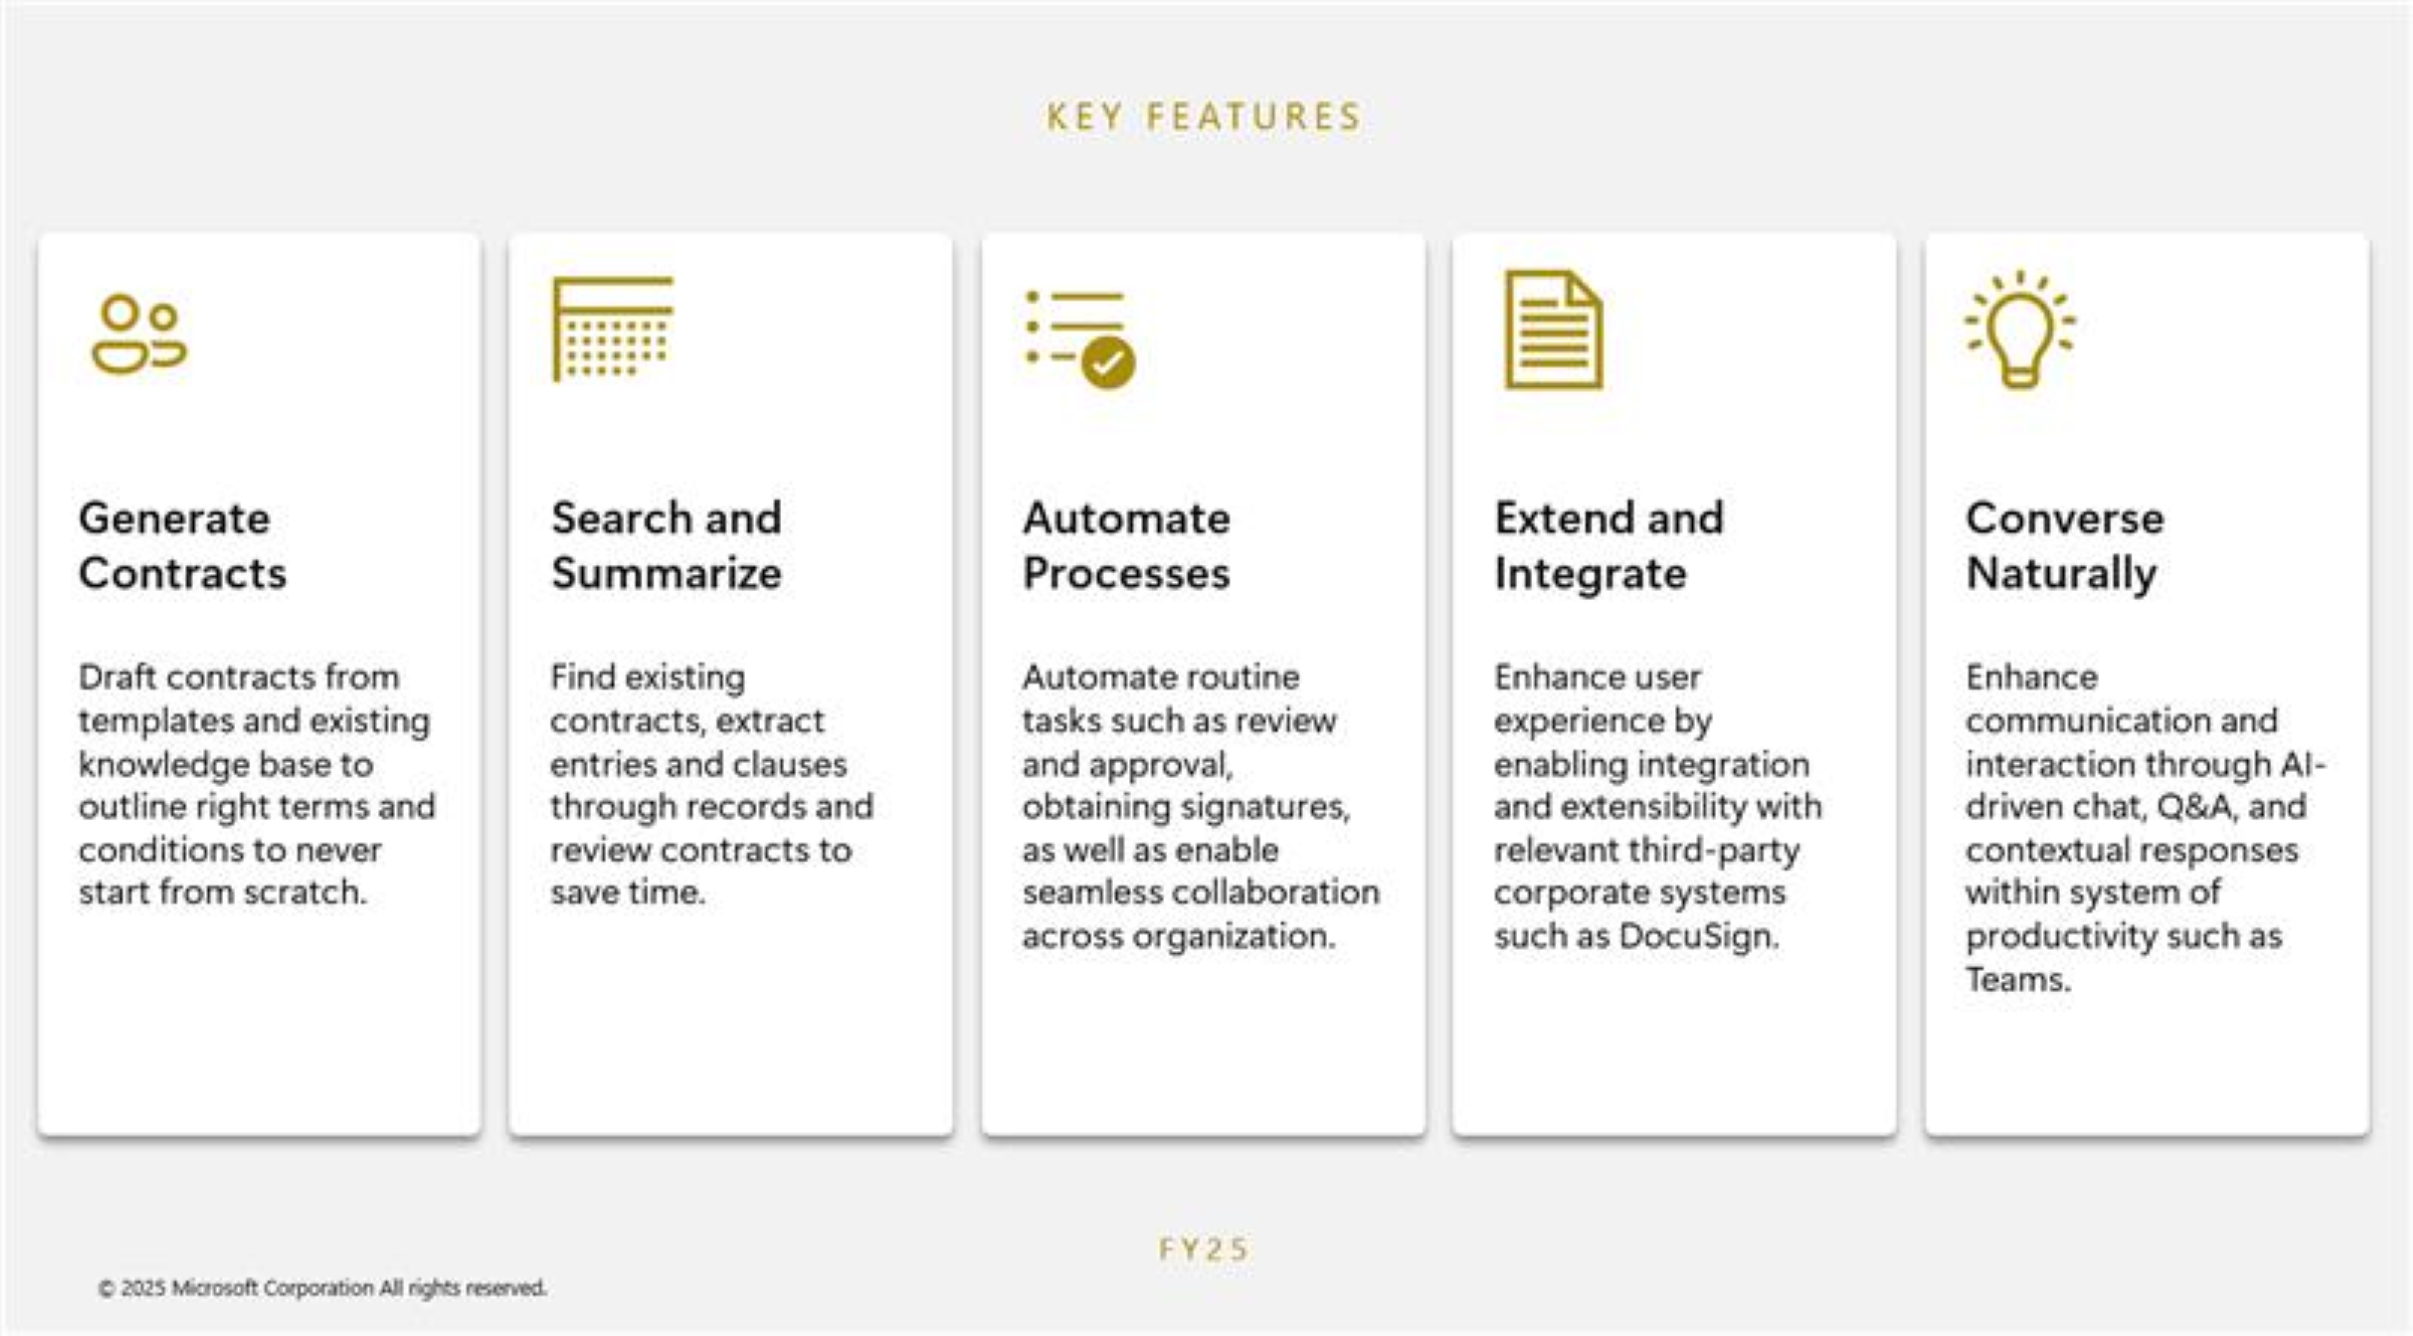 KEY FEATURES
Generate
Contracts
Draft contracts from
templates and existing
knowledge base to
outline right terms and
conditions to never
start from scratch.
Search and
Summarize
Find existing
contracts, extract
entries and clauses
through records and
review contracts to
save time.
Automate
Processes
Automate routine
tasks such as review
and approval,
obtaining signatures,
as well as enable
seamless collaboration
across organization.
Extend and
Integrate
Enhance user
experience by
enabling integration
and extensibility with
relevant third-party
corporate systems
such as DocuSign.
Converse
Naturally
Enhance
communication and
interaction through AI-
driven chat, Q&A, and
contextual responses
within system of
productivity such as
Teams.
FY25
© 2025 Microsoft Corporation All rights reserved.